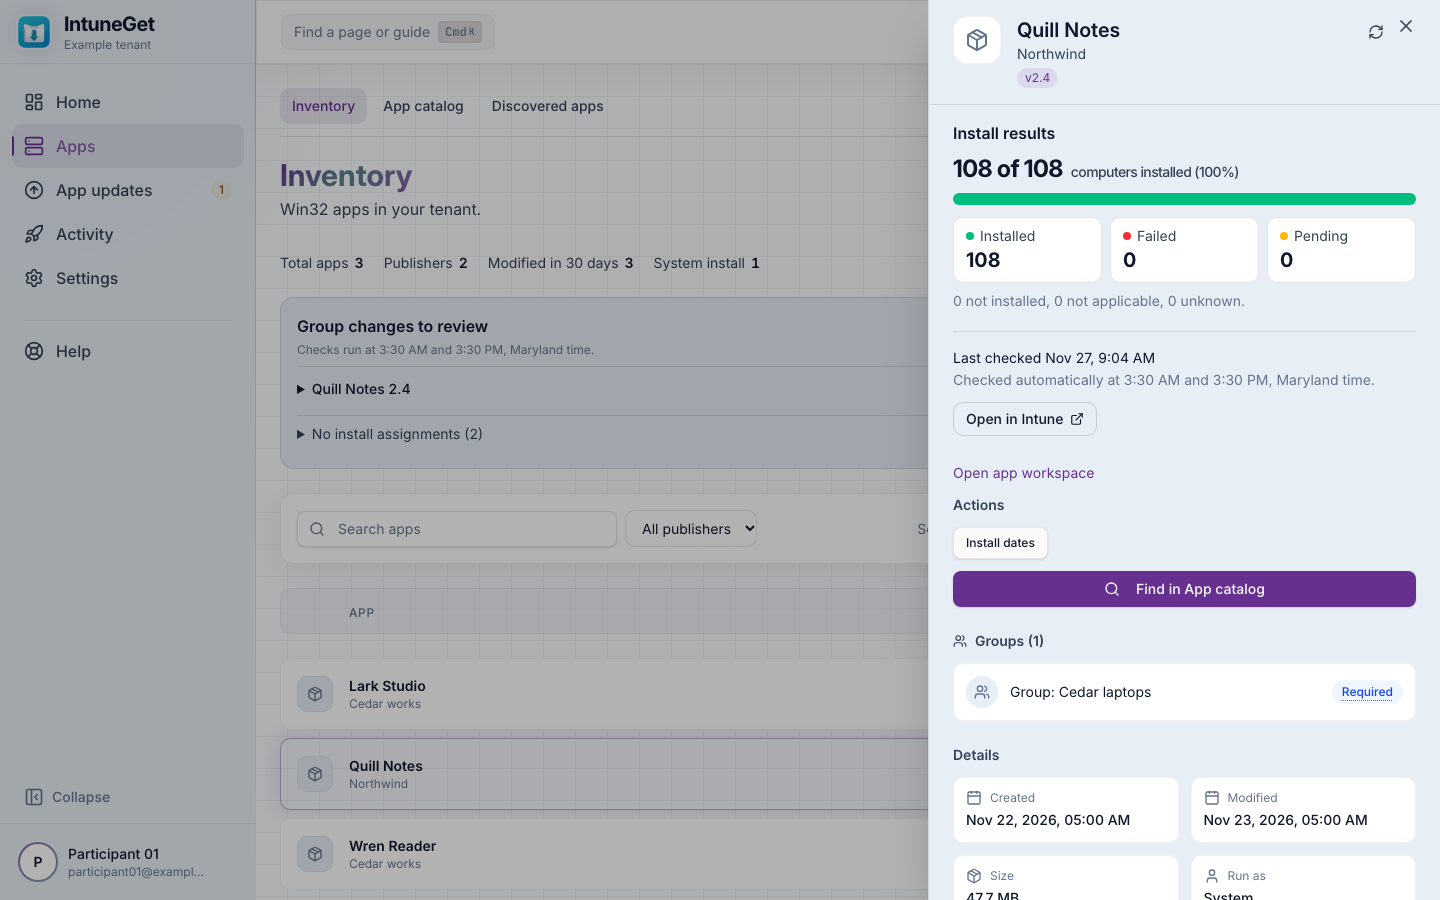 IntuneGet
Example tenant
Home
Apps
App updates 1
Activity
Settings
Help
Collapse
P
Participant 01
participant01@exampl...
Find a page or guide Cmd K
Inventory App catalog Discovered apps
Inventory
Win32 apps in your tenant.
Total apps 3 Publishers 2 Modified in 30 days 3 System install 1
Group changes to review
Checks run at 3:30 AM and 3:30 PM, Maryland time.
Quill Notes 2.4
No install assignments (2)
Search apps All publishers
APP
Lark Studio
Cedar works
Quill Notes
Northwind
Wren Reader
Cedar works
Quill Notes
Northwind
v2.4
Install results
108 of 108 computers installed (100%)
Installed
108
Failed
0
Pending
0
0 not installed, 0 not applicable, 0 unknown.
Last checked Nov 27, 9:04 AM
Checked automatically at 3:30 AM and 3:30 PM, Maryland time.
Open in Intune
Open app workspace
Actions
Install dates
Find in App catalog
Groups (1)
Group: Cedar laptops Required
Details
Created
Nov 22, 2026, 05:00 AM
Modified
Nov 23, 2026, 05:00 AM
Size
47.7 MB
Run as
System